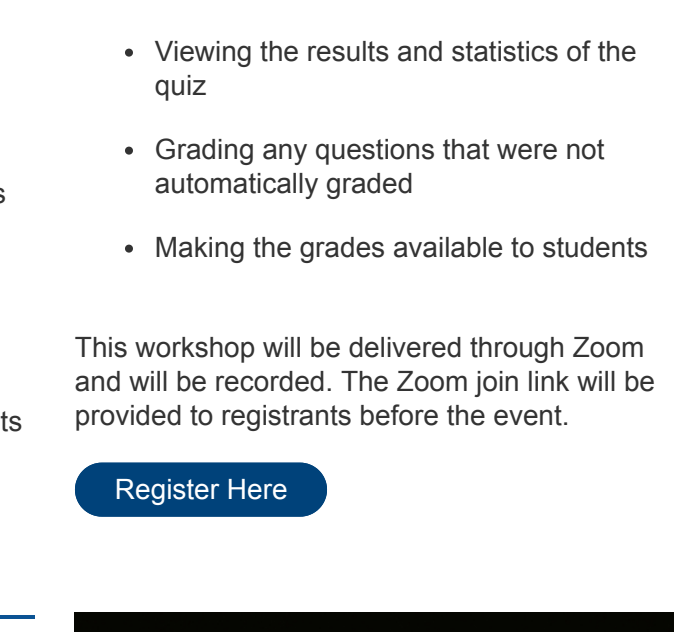 Viewing the results and statistics of the
quiz
Grading any questions that were not
automatically graded
s
Making the grades available to students
This workshop will be delivered through Zoom
and will be recorded. The Zoom join link will be
provided to registrants before the event.
ts
Register Here